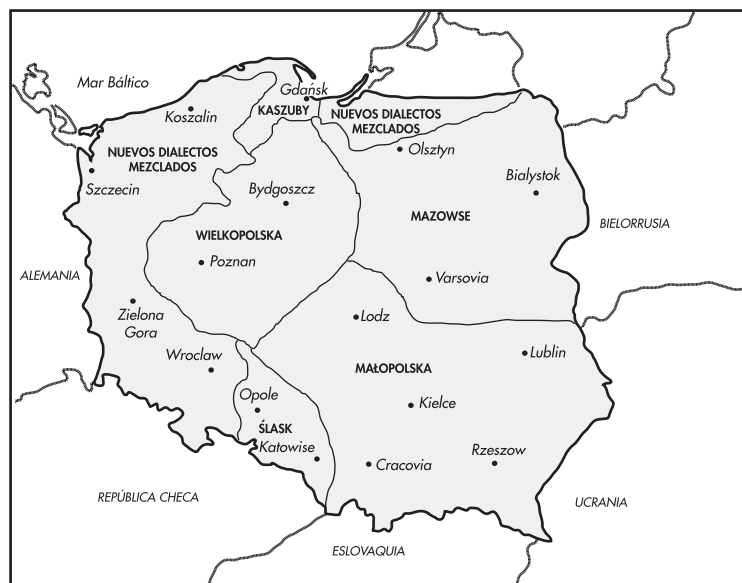 Mar Báltico
Gdańsk
KASZUBY
Koszalin
NUEVOS DIALECTOS
MEZCLADOS
NUEVOS DIALECTOS
MEZCLADOS
Olsztyn
Szczecin
Bydgoszcz
Bialystok
MAZOWSE
BIELORRUSIA
WIELKOPOLSKA
Poznan
ALEMANIA
Varsovia
Zielona
Gora
Lodz
Wroclaw
Lublin
MAŁOPOLSKA
Opole
Kielce
ŚLASK
Katowise
Cracovia
Rzeszow
REPÚBLICA CHECA
UCRANIA
ESLOVAQUIA